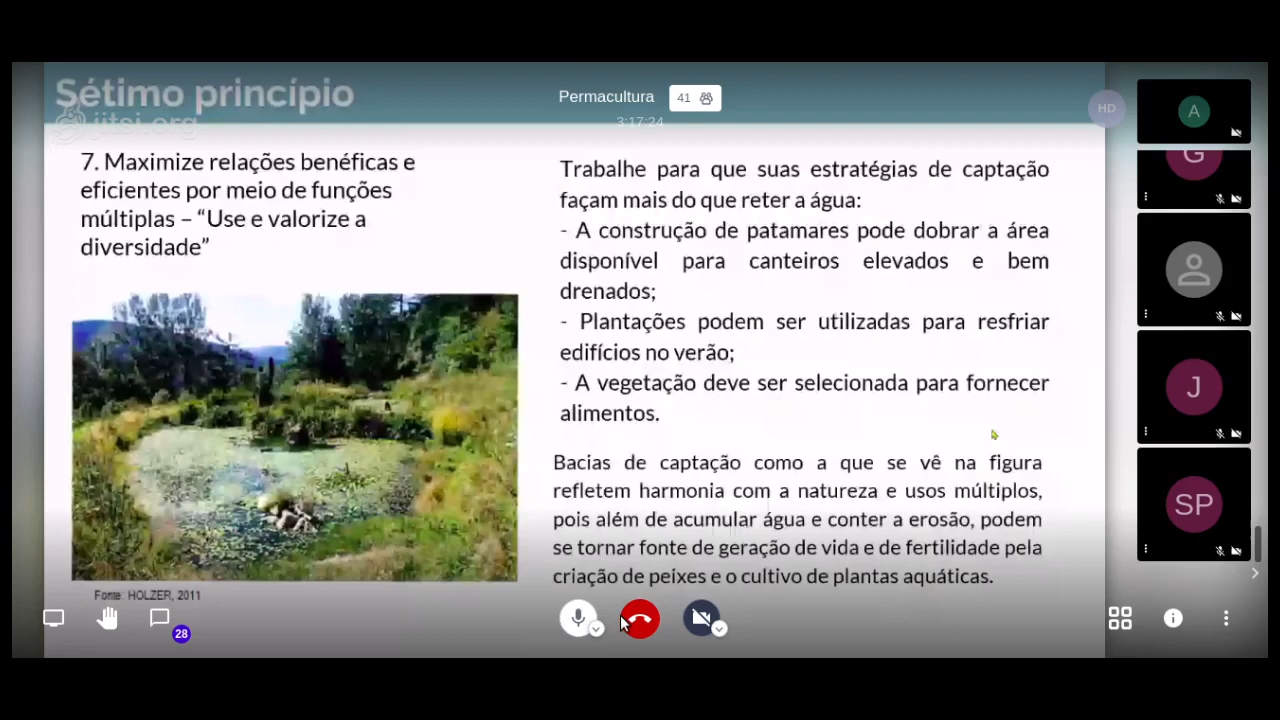 Sétimo princípio
jitsi.org
Permacultura
41
3:17:24
HD
A
G
J
SP
7. Maximize relações benéficas e
eficientes por meio de funções
múltiplas – “Use e valorize a
diversidade”
Fonte: HOLZER, 2011
Trabalhe para que suas estratégias de captação
façam mais do que reter a água:
- A construção de patamares pode dobrar a área
disponível para canteiros elevados e bem
drenados;
- Plantações podem ser utilizadas para resfriar
edifícios no verão;
- A vegetação deve ser selecionada para fornecer
alimentos.
Bacias de captação como a que se vê na figura
refletem harmonia com a natureza e usos múltiplos,
pois além de acumular água e conter a erosão, podem
se tornar fonte de geração de vida e de fertilidade pela
criação de peixes e o cultivo de plantas aquáticas.
28